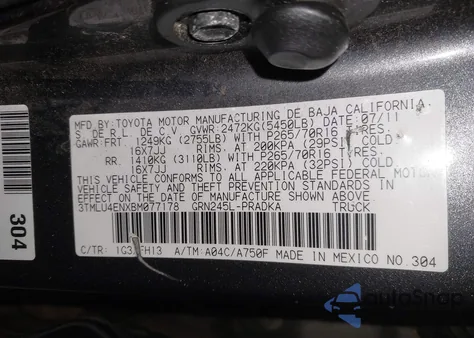 MFD.BY:TOYOTA MOTOR MANUFACTURING DE BAJA CALIFORNIA
S. DE R.L. DE C.V. GVWR:2472KG(5450LB) DATE:07/11
GAWR:FRT. 1249KG (2755LB) WITH P265/70R16 TIRES.
16X7JJ RIMS. AT 200KPA (29PSI) COLD.
RR. 1410KG (3110LB) WITH P265/70R16 TIRES.
16X7JJ RIMS. AT 220KPA (32PSI) COLD.
THIS VEHICLE CONFORMS TO ALL APPLICABLE FEDERAL MOTOR
VEHICLE SAFETY AND THEFT PREVENTION STANDARDS IN
EFFECT ON THE DATE OF MANUFACTURE SHOWN ABOVE.
3TMLU4ENXBM077178 GRN245L-PRADKA TRUCK
C/TR: 1G3 FH13 A/TM:A04C/A750F MADE IN MEXICO NO.304
304
autoSnap